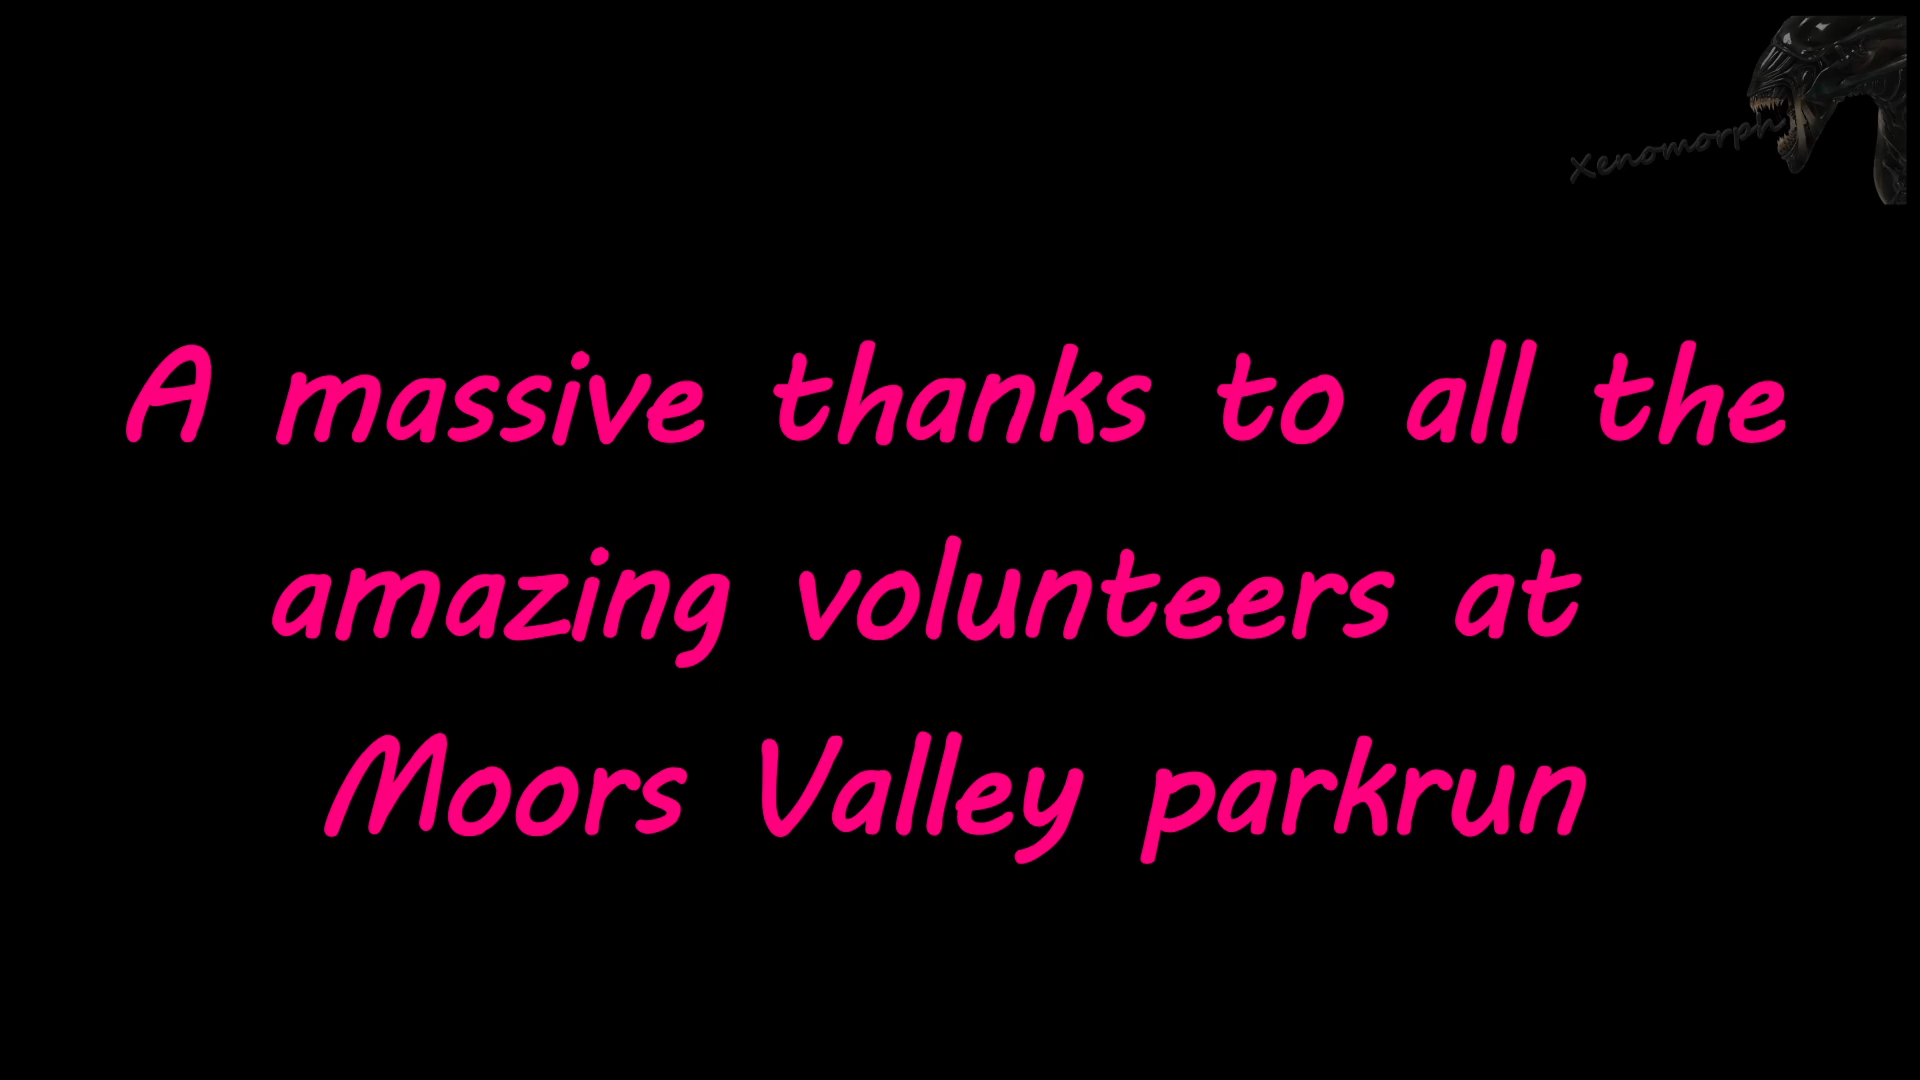 Xenomorph
A massive thanks to all the
amazing volunteers at
Moors Valley parkrun